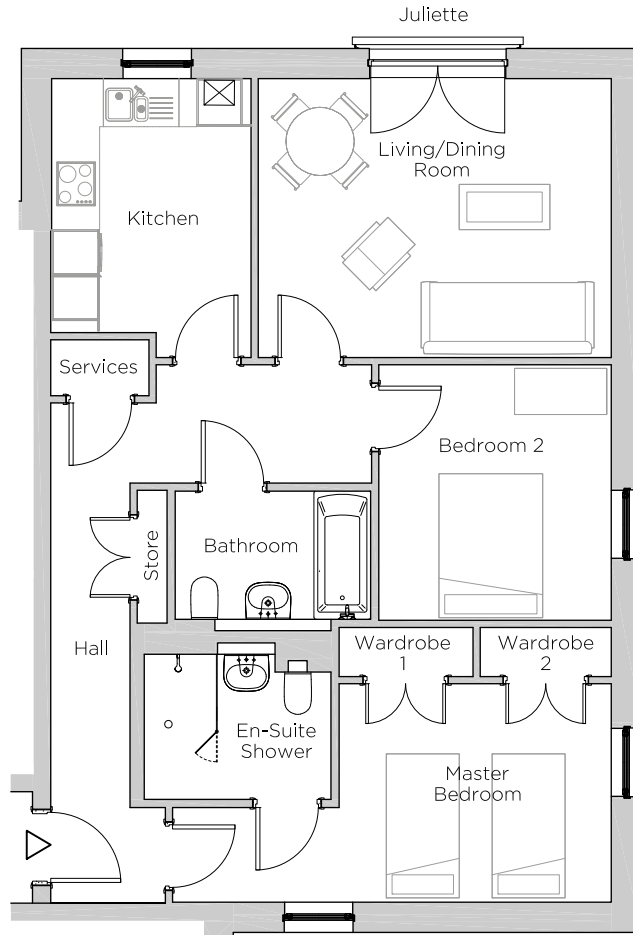 Juliette
Living/Dining
Room
Kitchen
Services
Bedroom 2
Bathroom
Store
Hall
Wardrobe
1
Wardrobe
2
En-Suite
Shower
Master
Bedroom